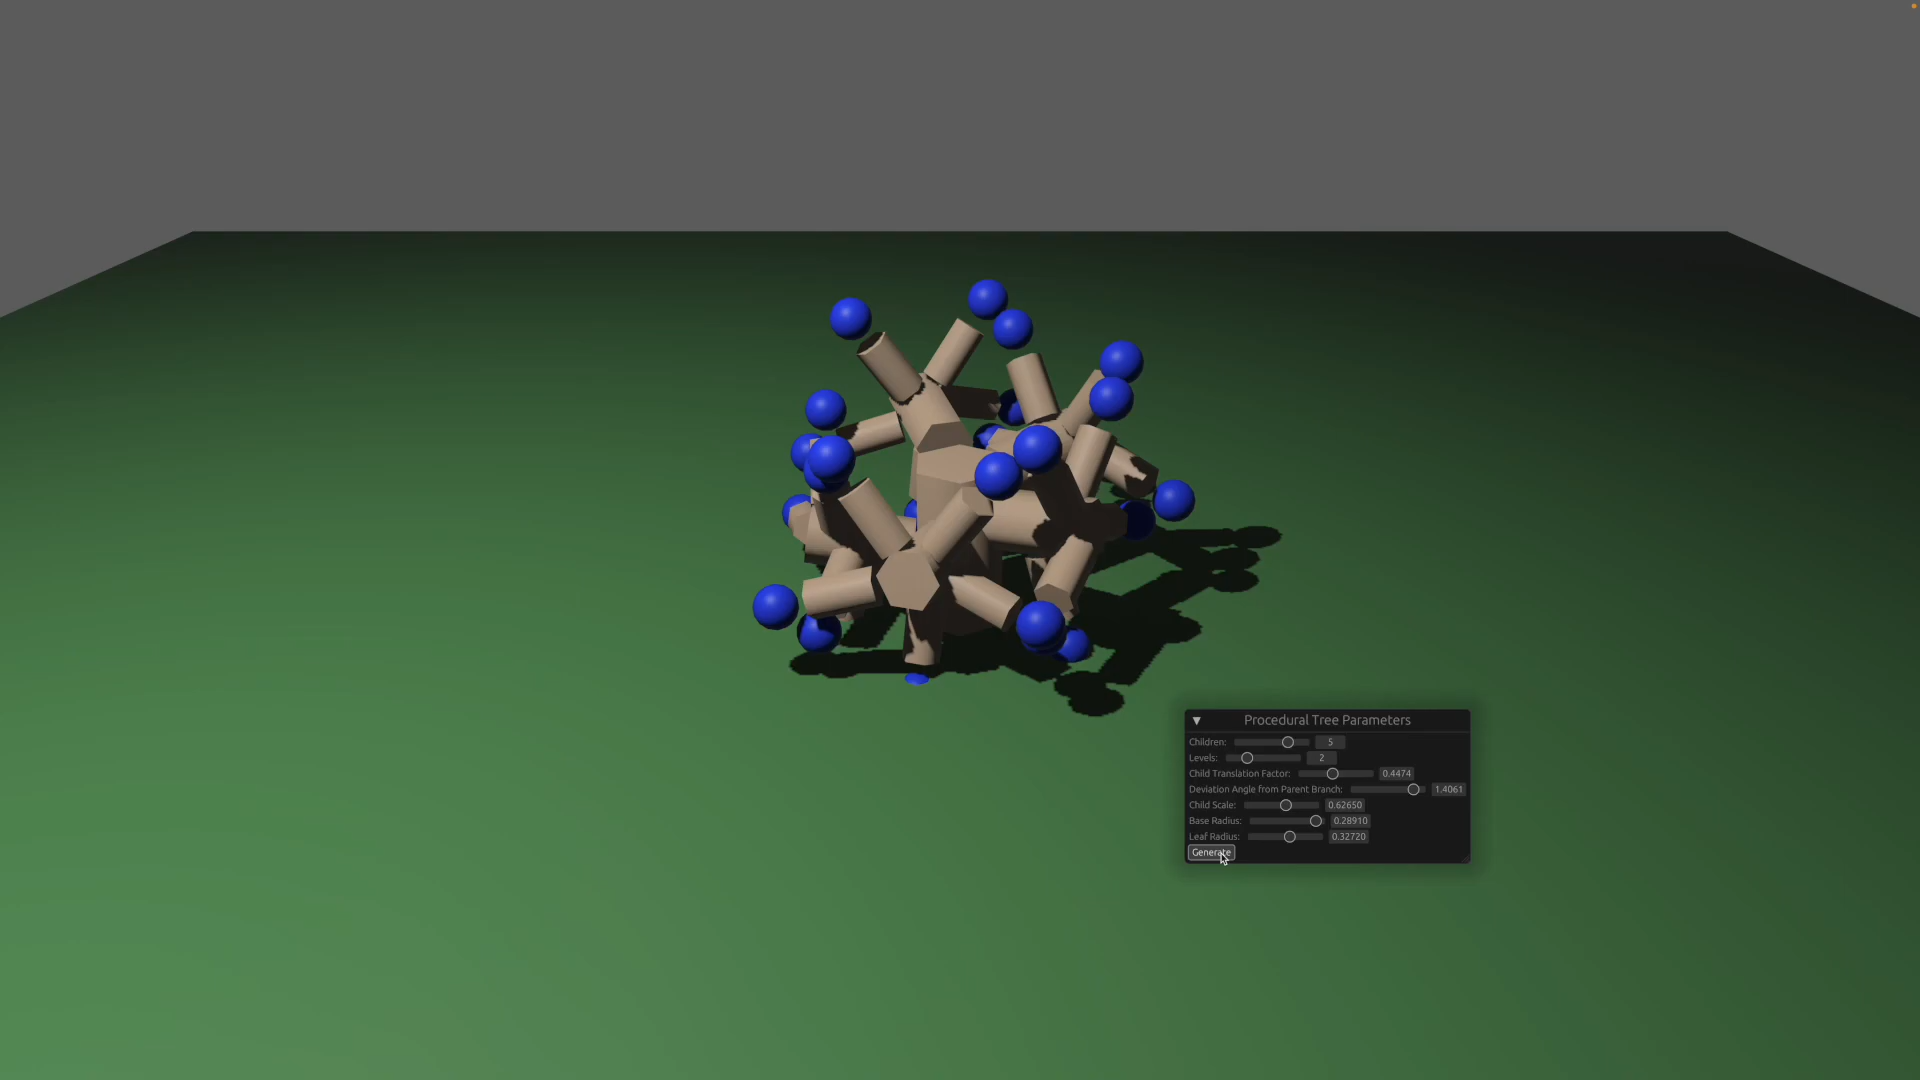 Procedural Tree Parameters
Children: 5
Levels: 2
Child Translation Factor: 0.4474
Deviation Angle from Parent Branch: 1.4061
Child Scale: 0.62650
Base Radius: 0.28910
Leaf Radius: 0.32720
Generate